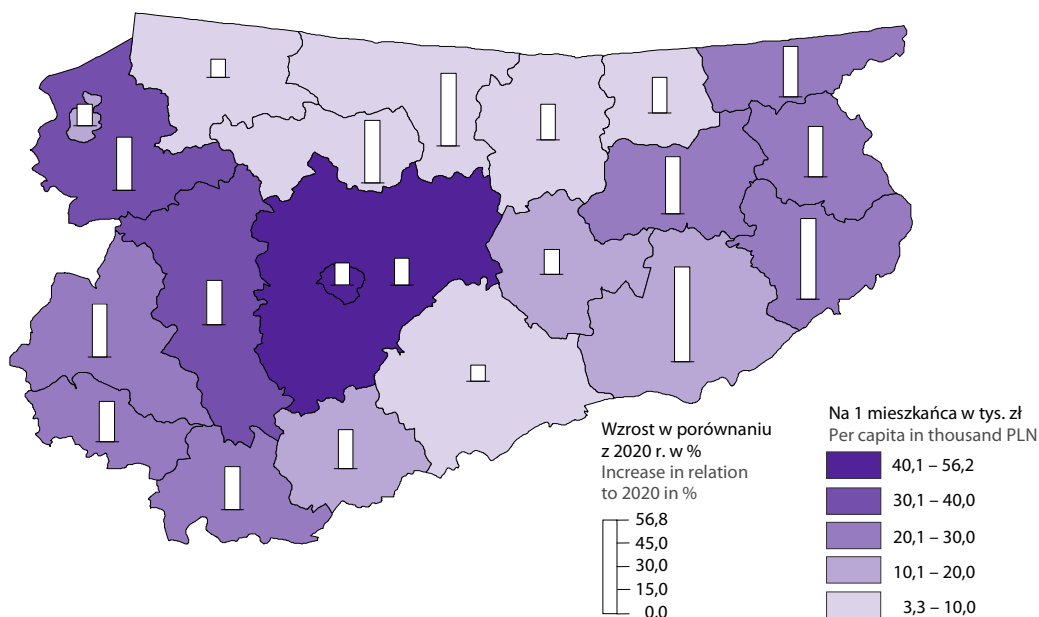 Wzrost w porównaniu
z 2020 r. w %
Increase in relation
to 2020 in %
56,8
45,0
30,0
15,0
0,0
Na 1 mieszkańca w tys. zł
Per capita in thousand PLN
40,1 – 56,2
30,1 – 40,0
20,1 – 30,0
10,1 – 20,0
3,3 – 10,0